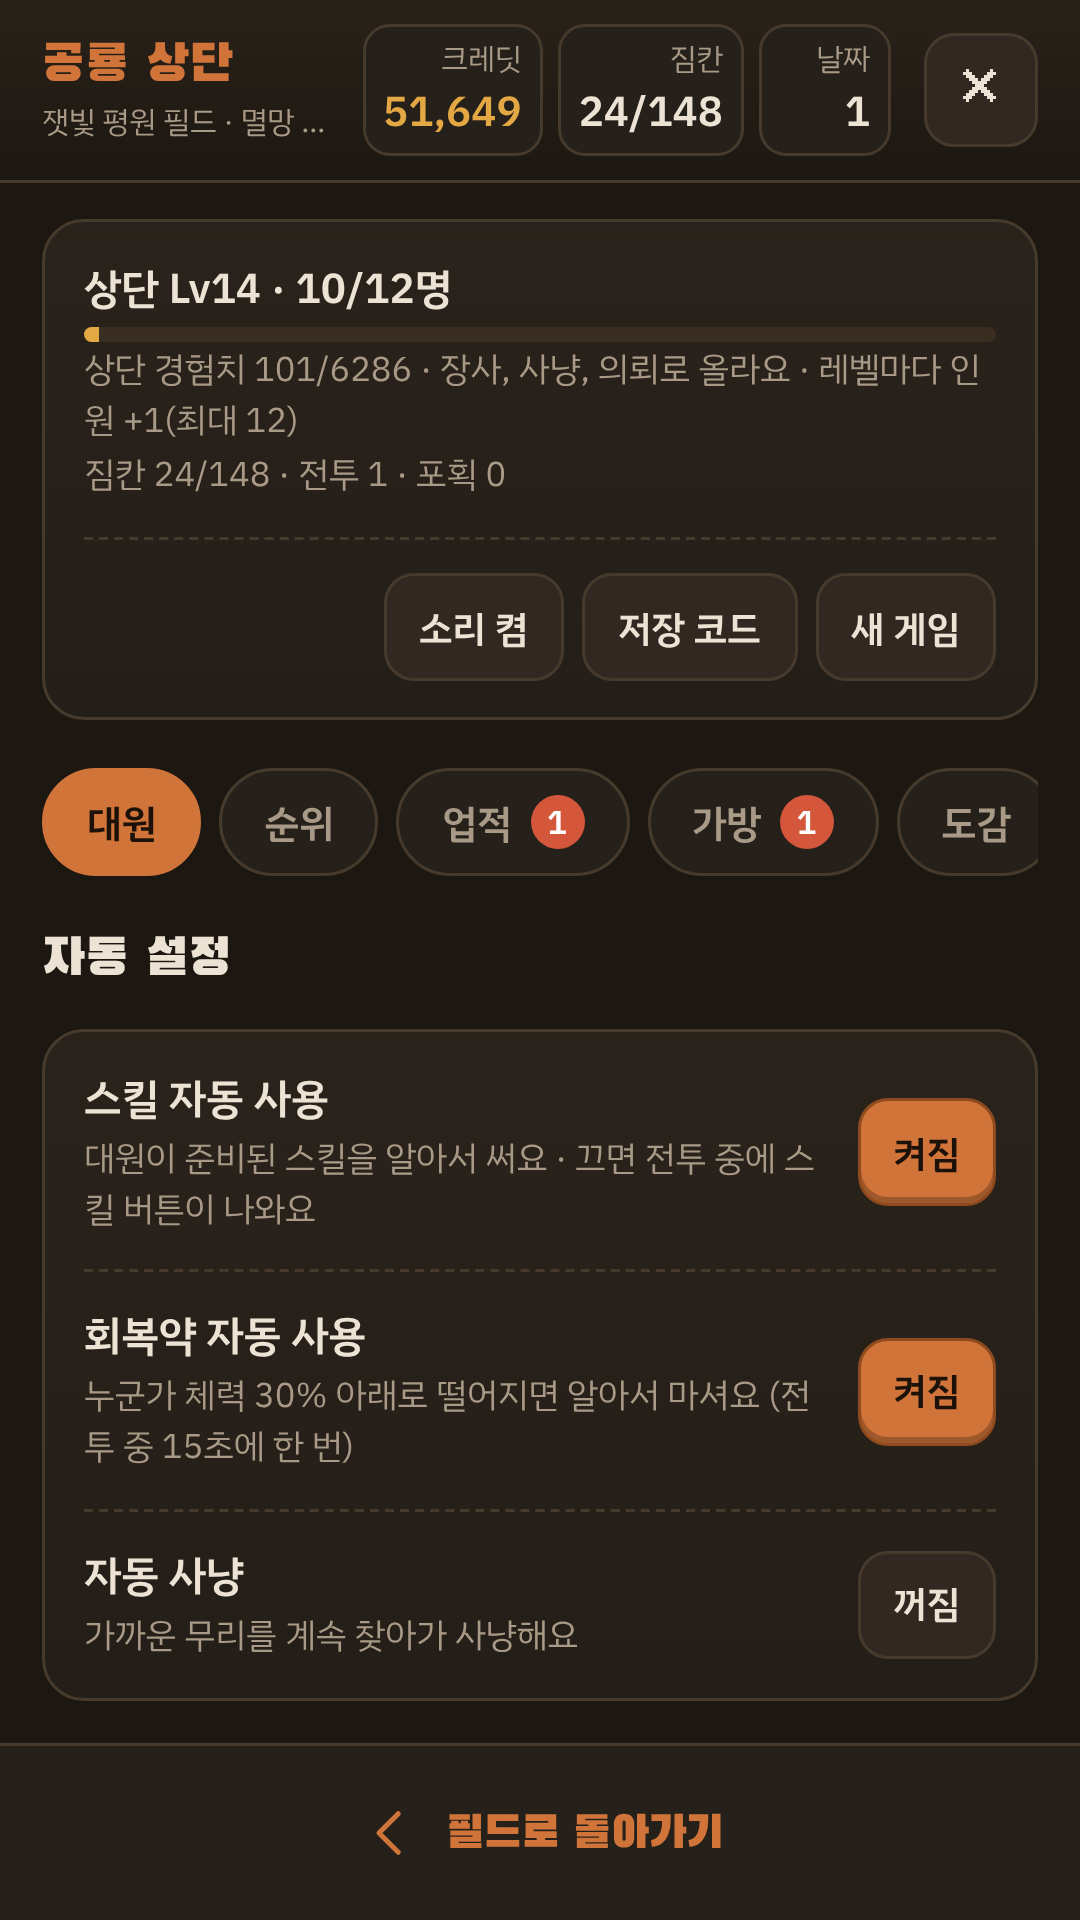 공룡 상단
잿빛 평원 필드 · 멸망 ...
크레딧
51,649
짐칸
24/148
날짜
1
상단 Lv14 · 10/12명
상단 경험치 101/6286 · 장사, 사냥, 의뢰로 올라요 · 레벨마다 인
원 +1(최대 12)
짐칸 24/148 · 전투 1 · 포획 0
소리 켬
저장 코드
새 게임
대원
순위
업적 1
가방 1
도감
자동 설정
스킬 자동 사용
대원이 준비된 스킬을 알아서 써요 · 끄면 전투 중에 스
킬 버튼이 나와요
켜짐
회복약 자동 사용
누군가 체력 30% 아래로 떨어지면 알아서 마셔요 (전
투 중 15초에 한 번)
켜짐
자동 사냥
가까운 무리를 계속 찾아가 사냥해요
꺼짐
필드로 돌아가기